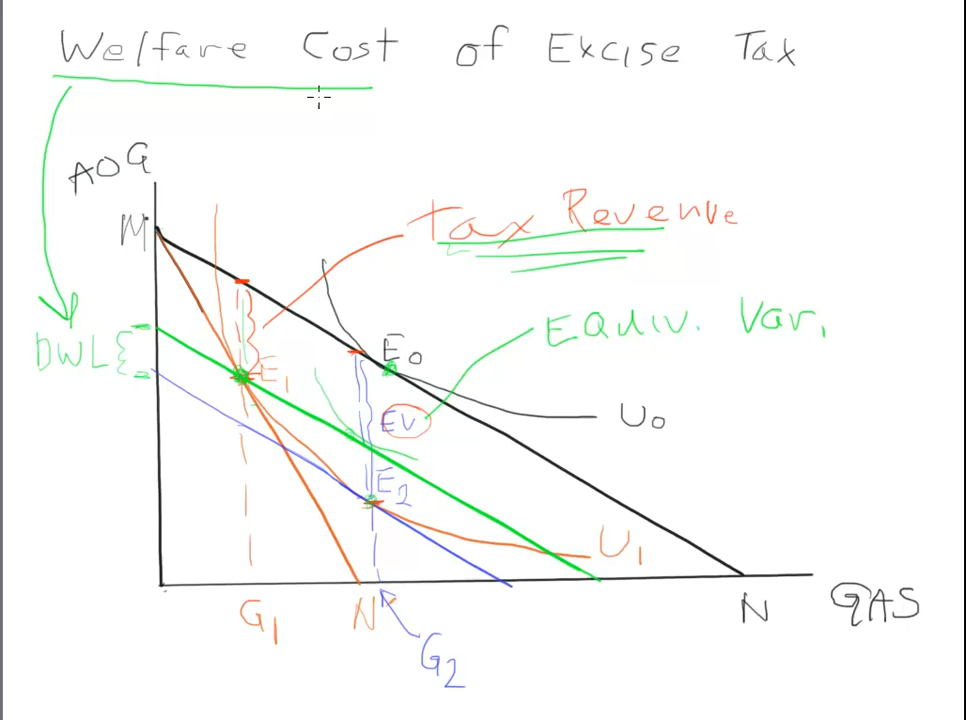 Welfare Cost of Excise Tax
AOG
M
tax Revenue
Equiv. Var.
DWL
E0
E1
EV
U0
E2
U1
G1
N'
N
GAS
G2